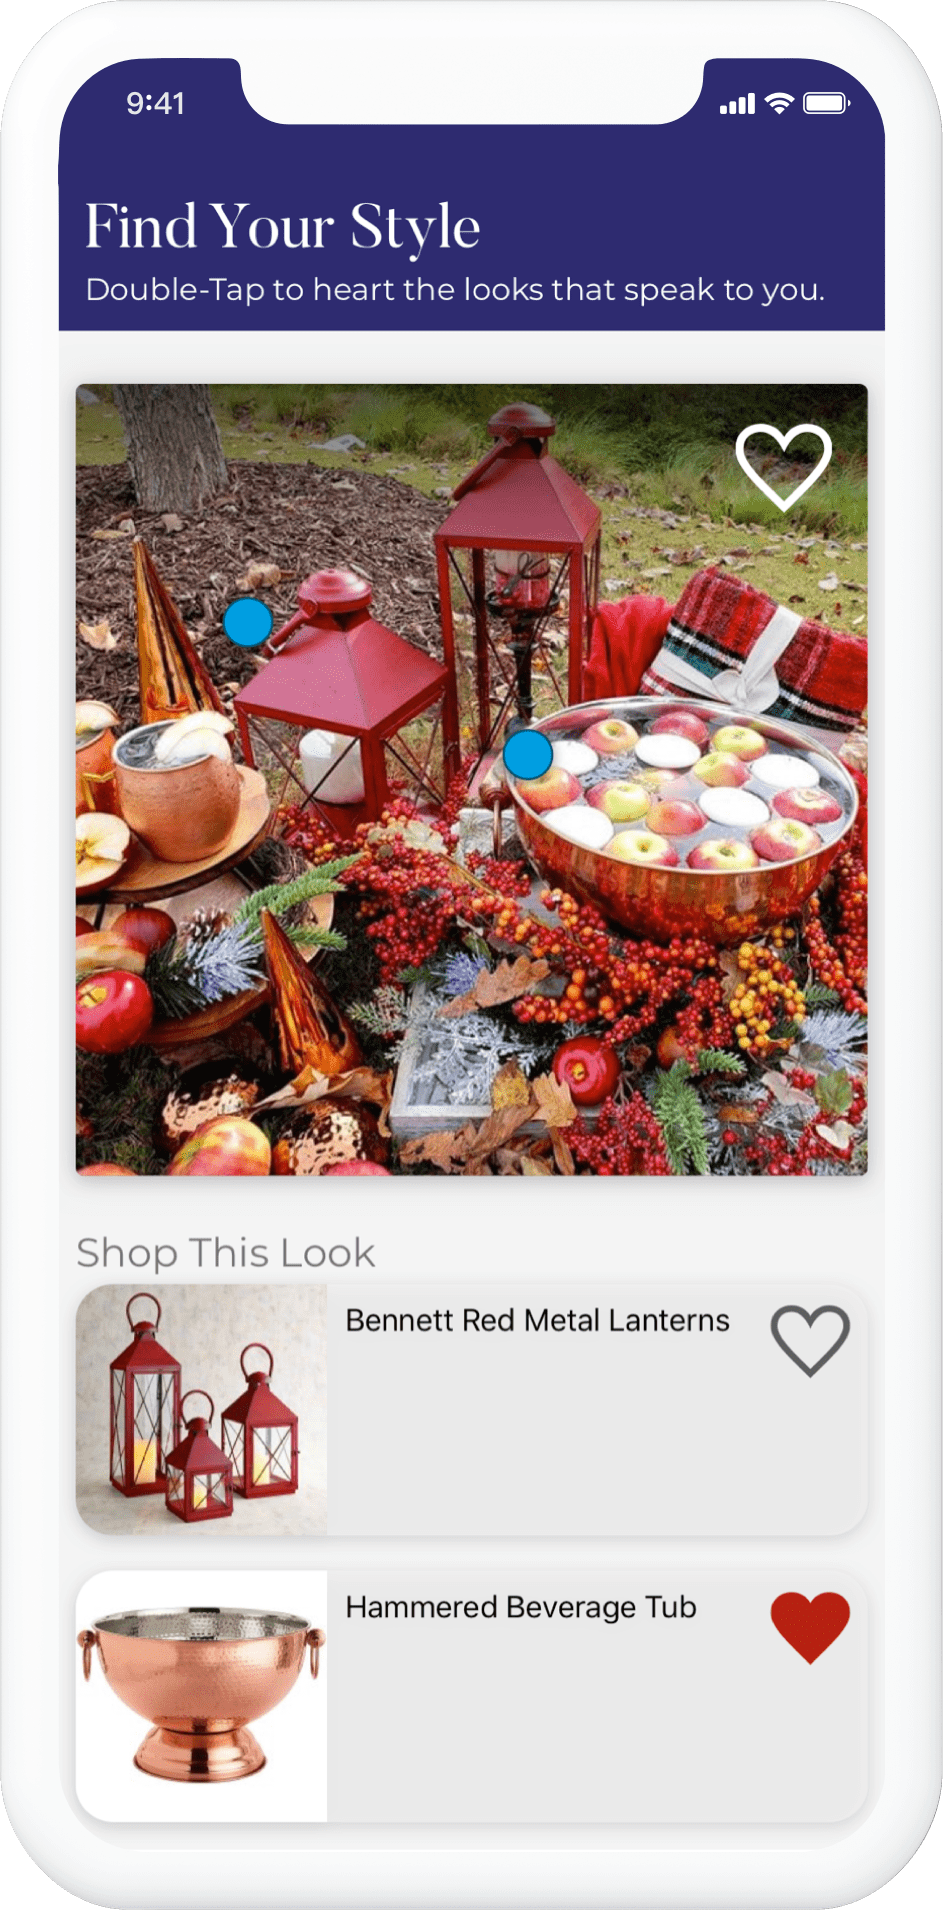 9:41
Find Your Style
Double-Tap to heart the looks that speak to you.
Shop This Look
Bennett Red Metal Lanterns
Hammered Beverage Tub